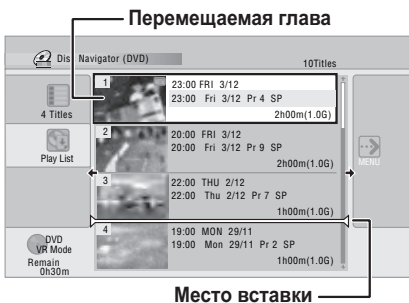 Перемещаемая глава
Disc Navigator (DVD)
10Titles
1
23:00 FRI 3/12
23:00 Fri 3/12 Pr 4 SP
2h00m(1.0G)
4 Titles
2
20:00 FRI 3/12
20:00 Fri 3/12 Pr 9 SP
2h00m(1.0G)
Play List
MENU
3
22:00 THU 2/12
22:00 Thu 2/12 Pr 7 SP
1h00m(1.0G)
4
19:00 MON 29/11
19:00 Mon 29/11 Pr 2 SP
1h00m(1.0G)
DVD
VR Mode
Remain
0h30m
Место вставки